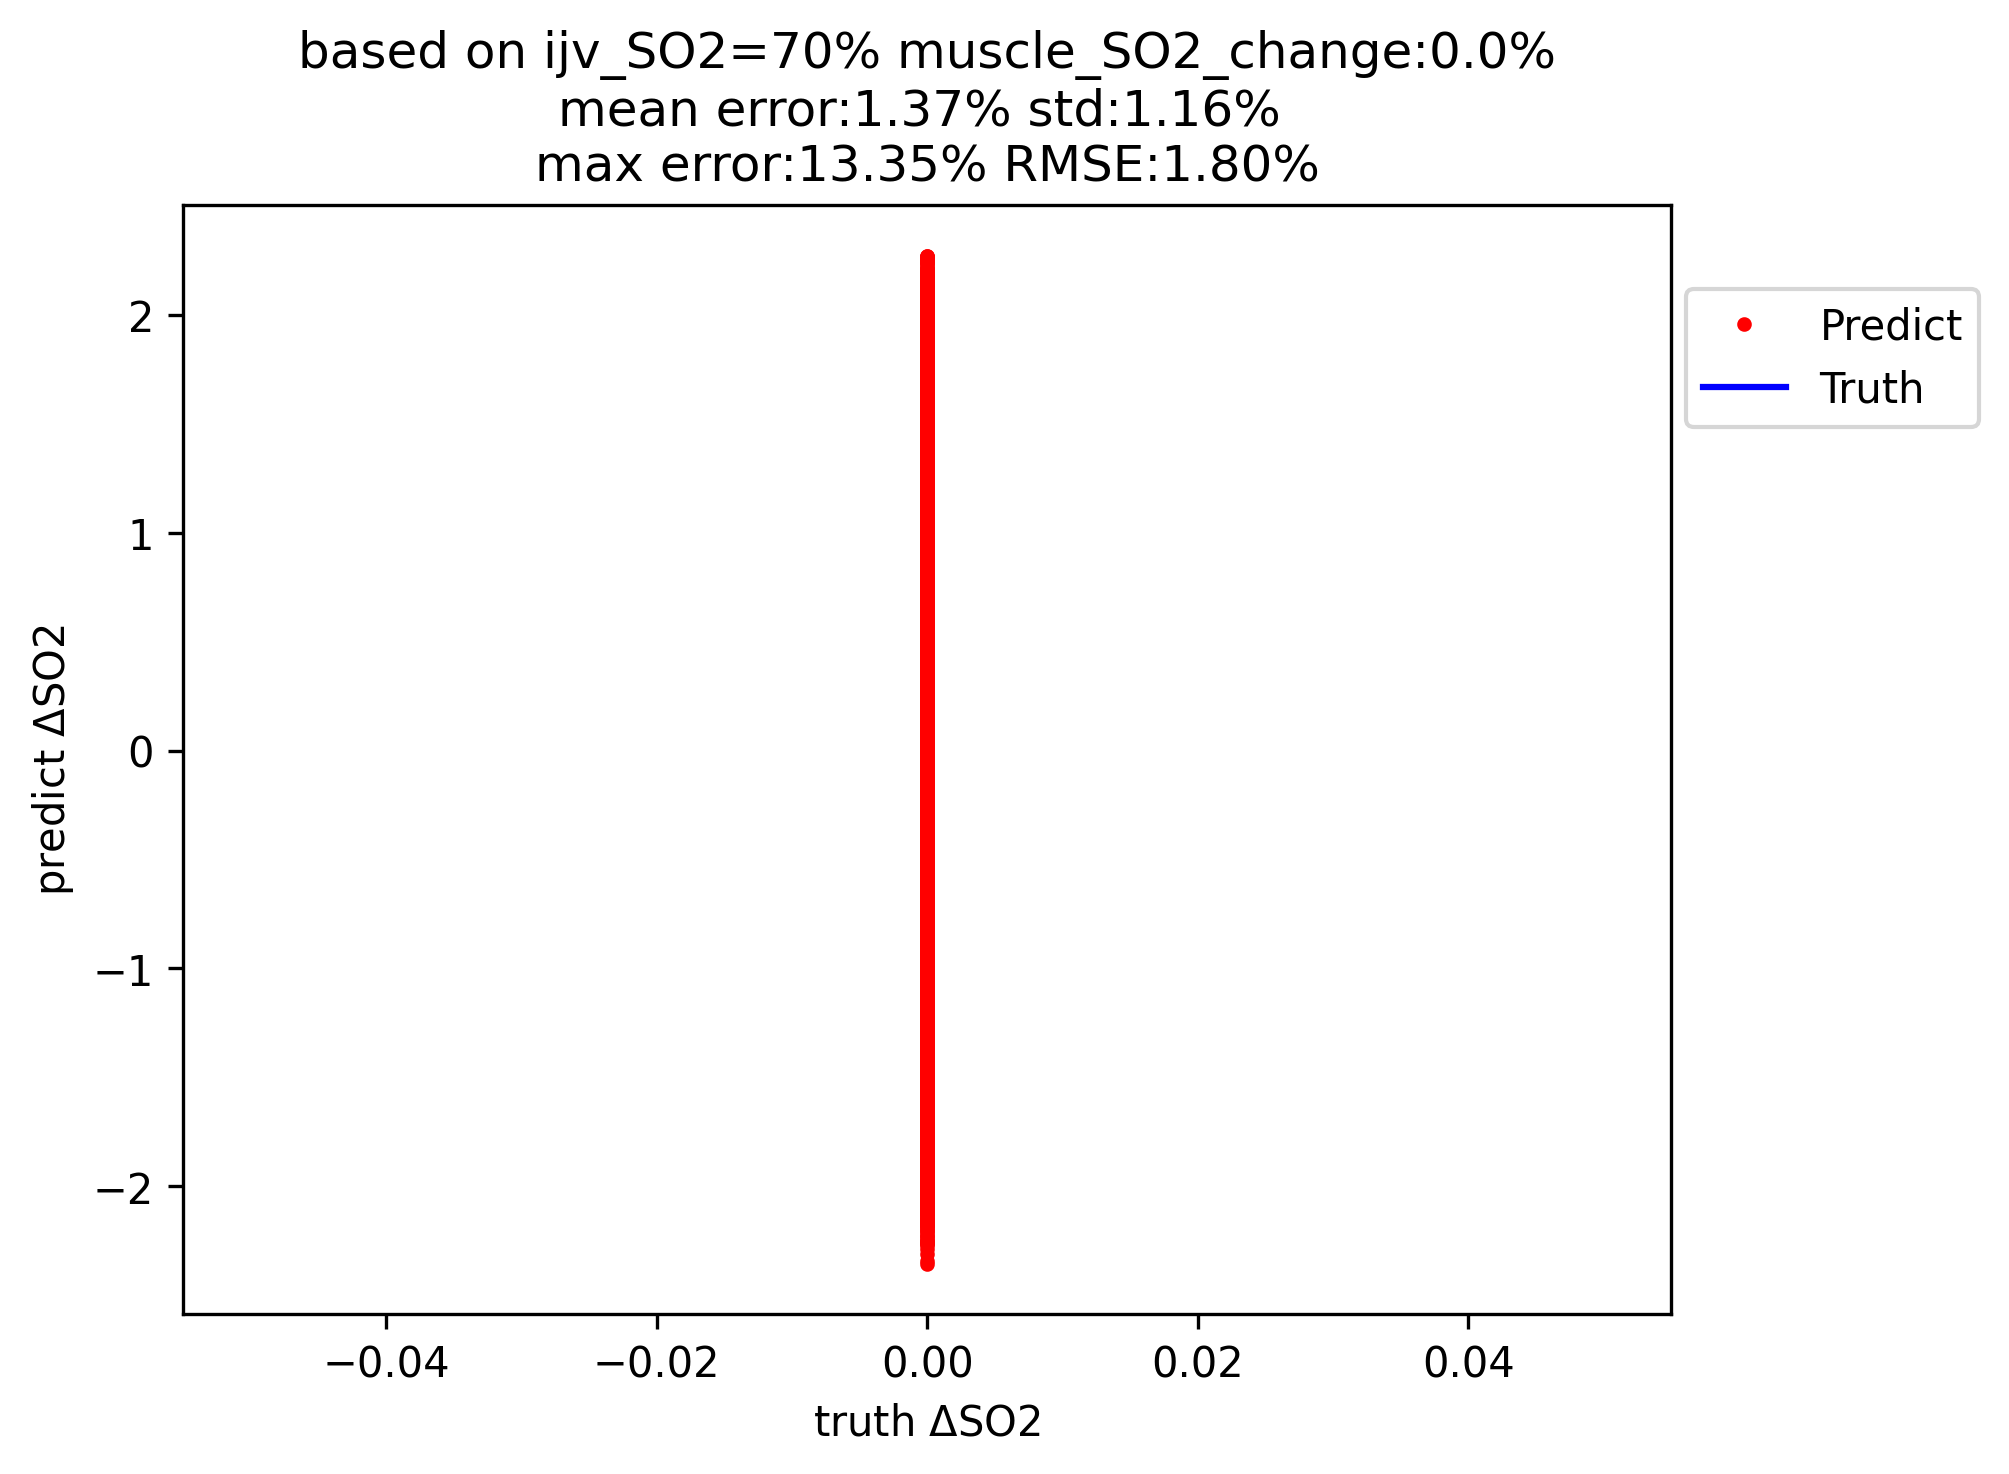 based on ijv_SO2=70% muscle_SO2_change:0.0%
mean error:1.37% std:1.16%
max error:13.35% RMSE:1.80%
2
1
0
−1
−2
predict ΔSO2
−0.04
−0.02
0.00
0.02
0.04
truth ΔSO2
Predict
Truth